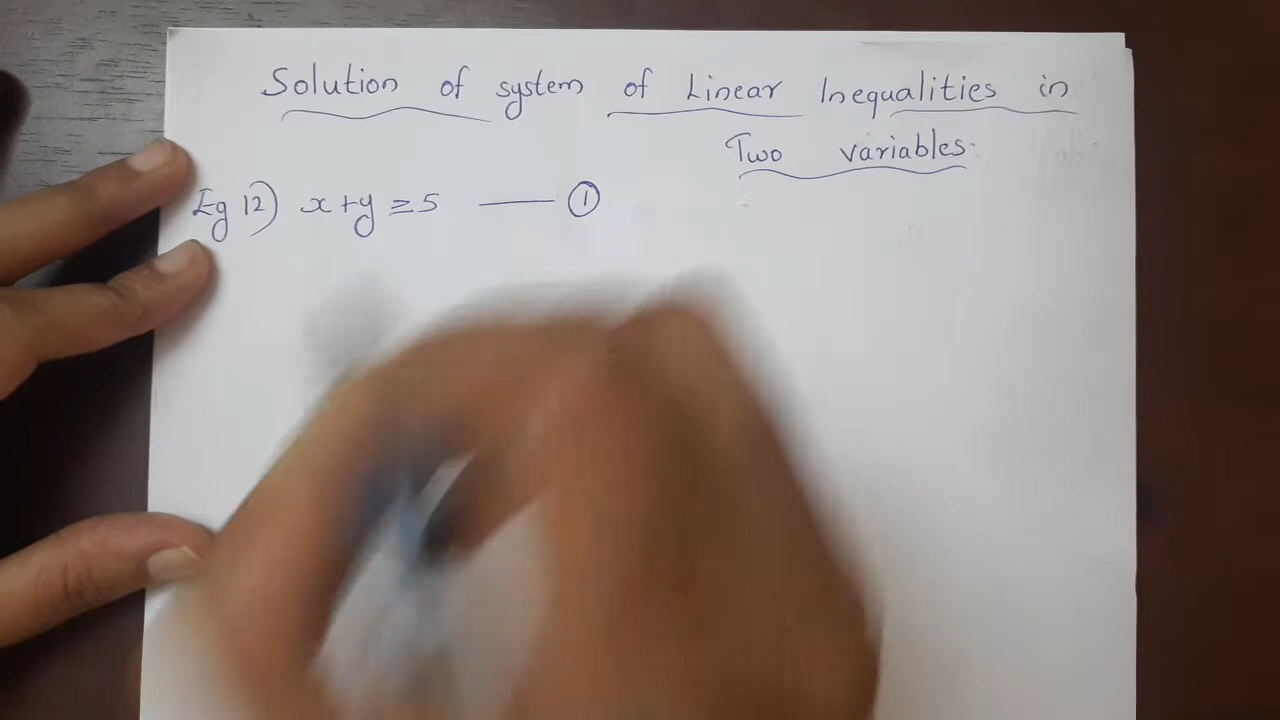 Solution of system of Linear Inequalities in
Two variables.
Eg 12) x+y ≥ 5 —— ①